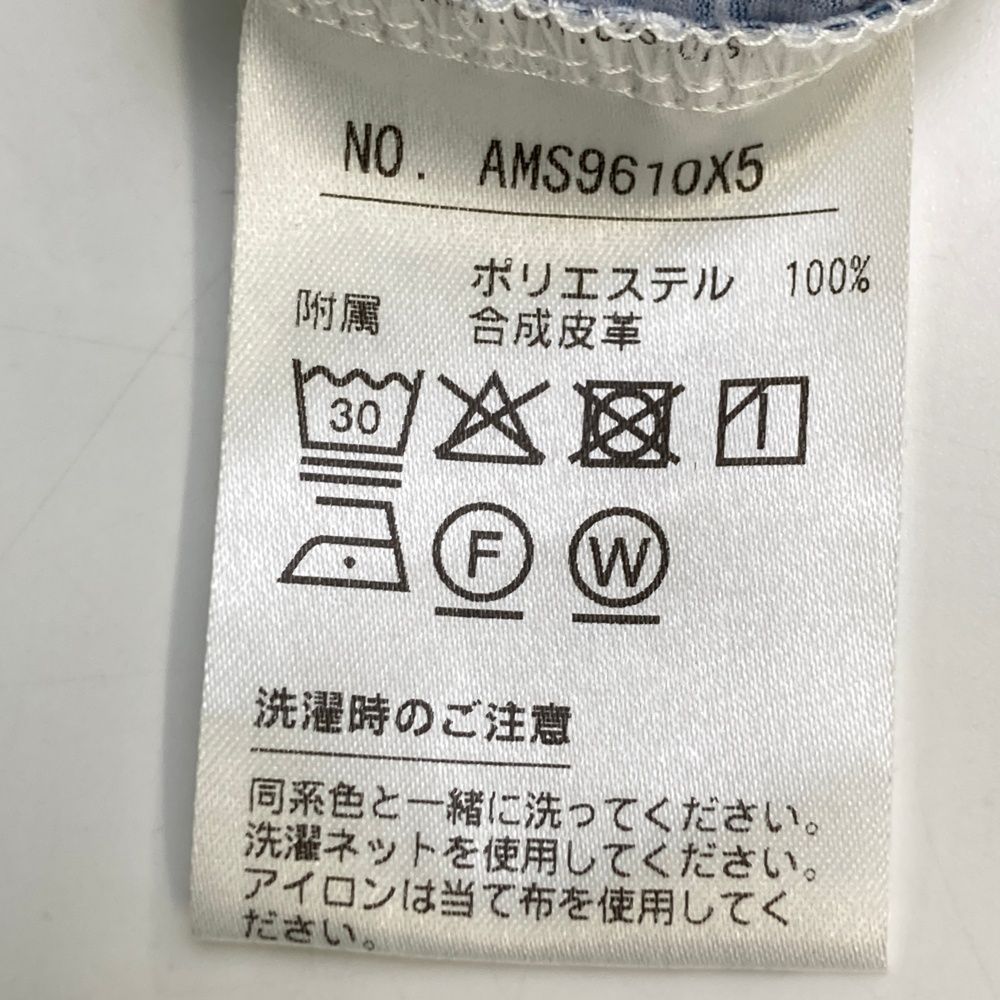 NO. AMS9610X5
ポリエステル 100%
附属 合成皮革
30
1
F W
洗濯時のご注意
同系色と一緒に洗ってください。
洗濯ネットを使用してください。
アイロンは当て布を使用してく
ださい。